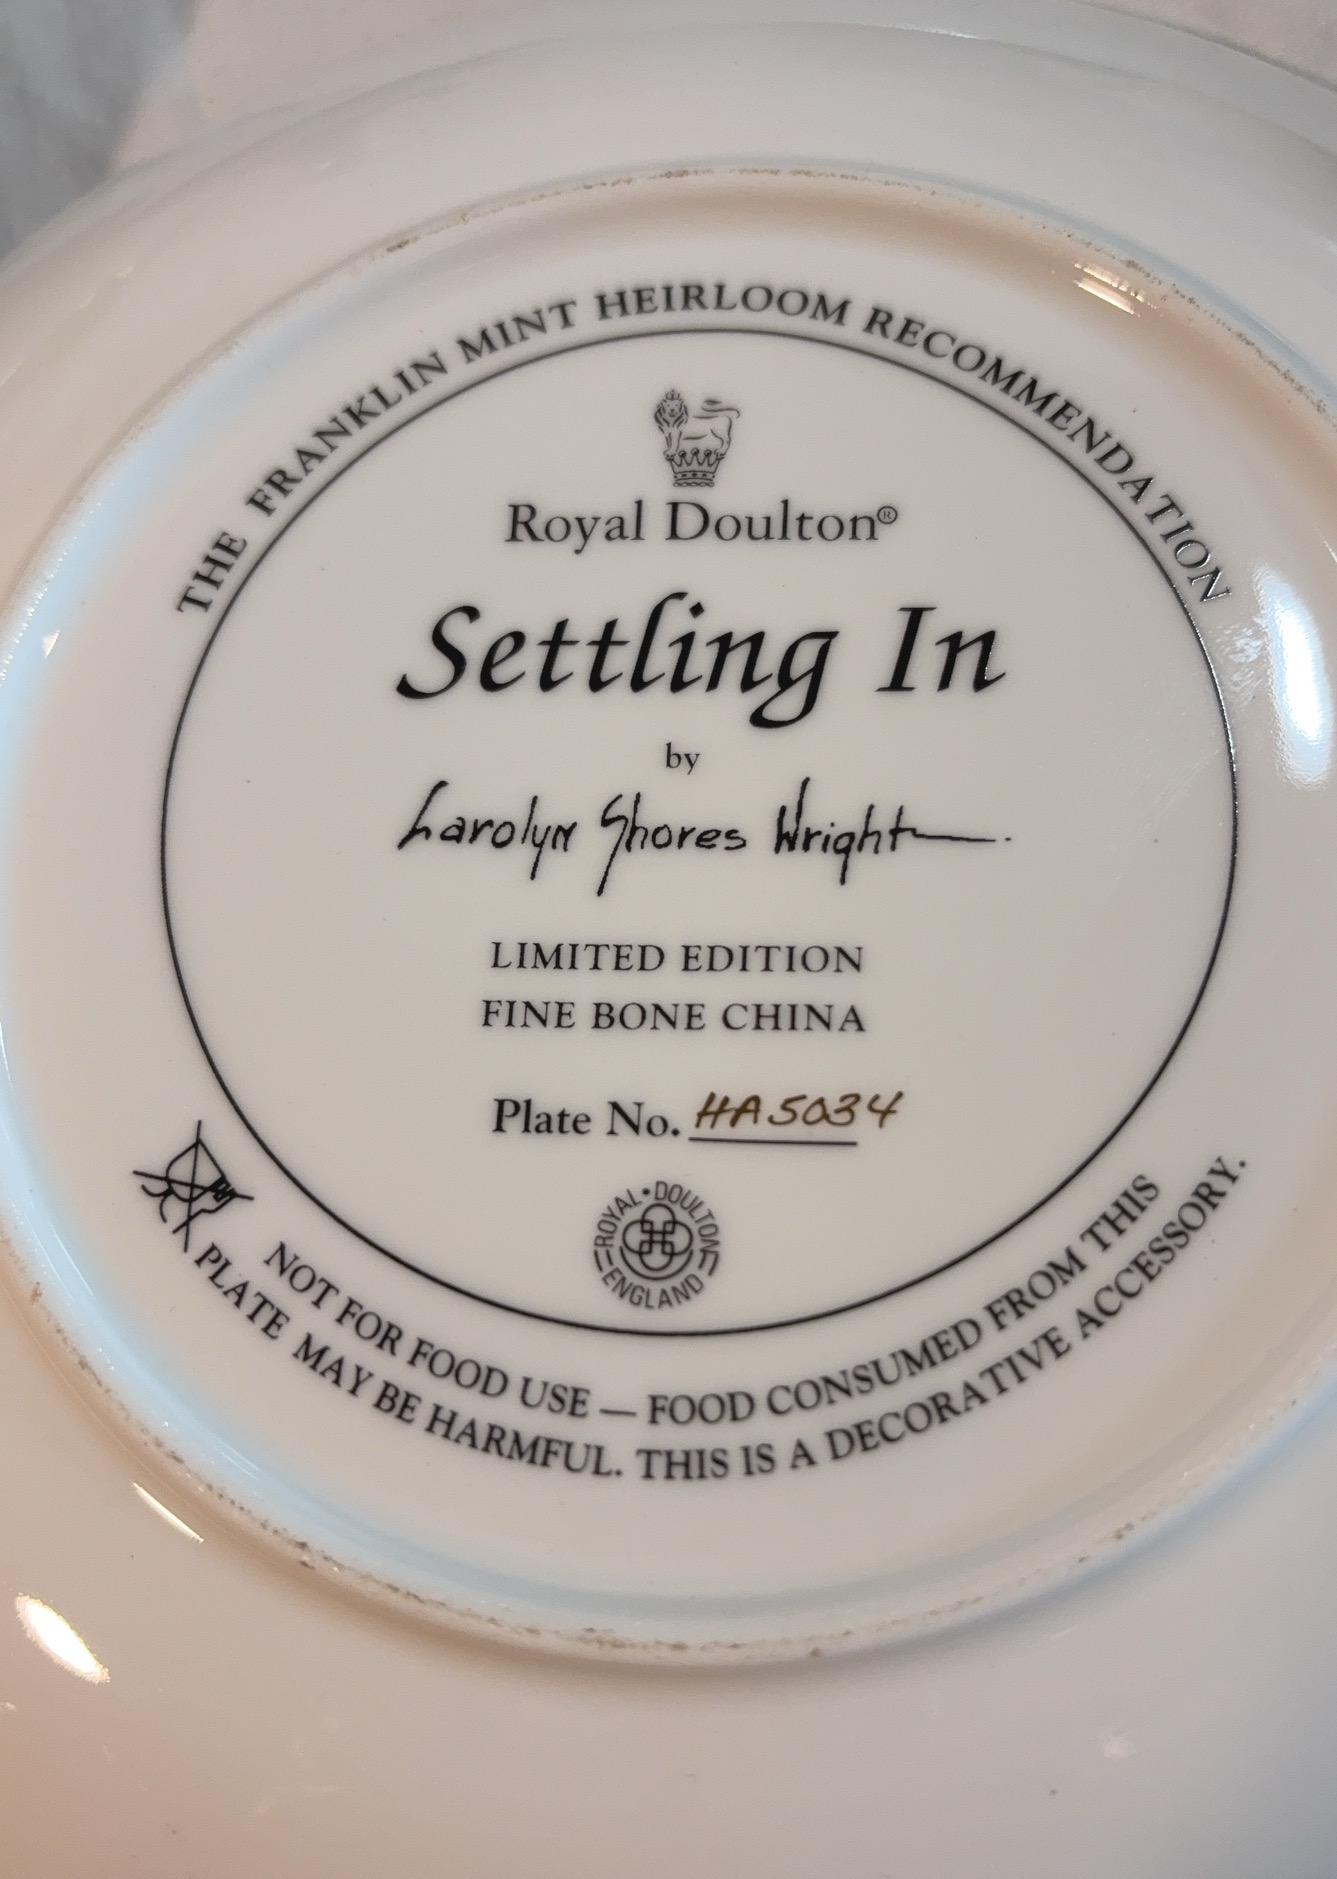 THE FRANKLIN MINT HEIRLOOM RECOMMENDATION
Royal Doulton®
Settling In
by
Carolyn Shores Wright
LIMITED EDITION
FINE BONE CHINA
Plate No. HA5034
ROYAL • DOULTON
ENGLAND
NOT FOR FOOD USE — FOOD CONSUMED FROM THIS
PLATE MAY BE HARMFUL. THIS IS A DECORATIVE ACCESSORY.